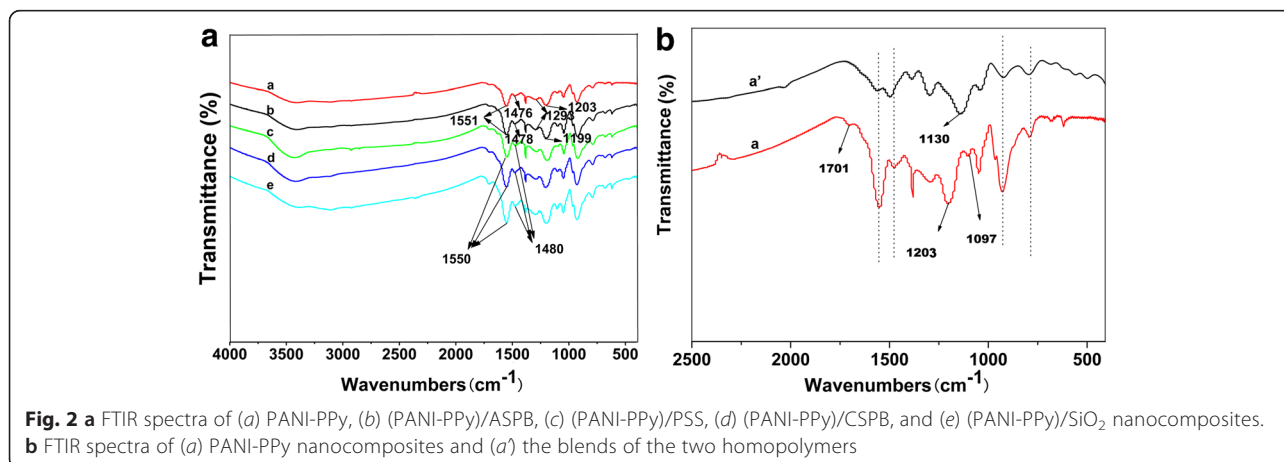 a
b
a
b
c
d
e
1551
1476
1478
1293
1203
1199
1550
1480
Transmittance (%)
4000 3500 3000 2500 2000 1500 1000 500
Wavenumbers(cm-1)
a'
a
1701
1130
1203
1097
Transmittance (%)
2500 2000 1500 1000 500
Wavenumbers(cm-1)
Fig. 2 a FTIR spectra of (a) PANI-PPy, (b) (PANI-PPy)/ASPB, (c) (PANI-PPy)/PSS, (d) (PANI-PPy)/CSPB, and (e) (PANI-PPy)/SiO2 nanocomposites.
b FTIR spectra of (a) PANI-PPy nanocomposites and (a') the blends of the two homopolymers